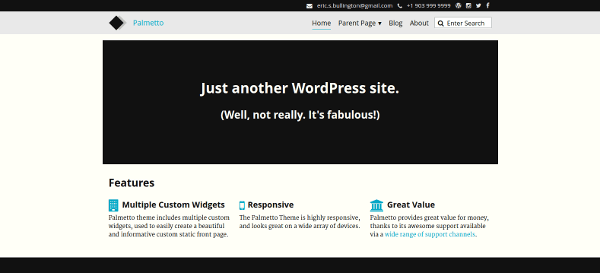 eric.s.bullington@gmail.com +1 903 999 9999
Palmetto
Home Parent Page ▾ Blog About Enter Search
Just another WordPress site.
(Well, not really. It's fabulous!)
Features
Multiple Custom Widgets
Palmetto theme includes multiple custom
widgets, used to easily create a beautiful
and informative custom static front page.
Responsive
The Palmetto Theme is highly responsive,
and looks great on a wide array of devices.
Great Value
Palmetto provides great value for money,
thanks to its awesome support available
via a wide range of support channels.